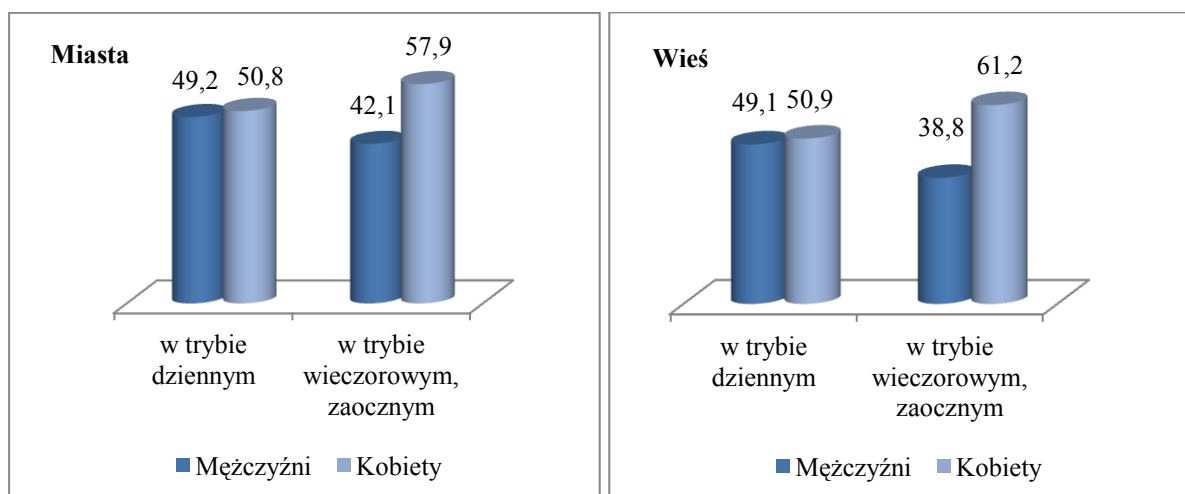 Miasta
49,2
50,8
42,1
57,9
w trybie
dziennym
w trybie
wieczorowym,
zaocznym
Mężczyźni
Kobiety
Wieś
49,1
50,9
38,8
61,2
w trybie
dziennym
w trybie
wieczorowym,
zaocznym
Mężczyźni
Kobiety